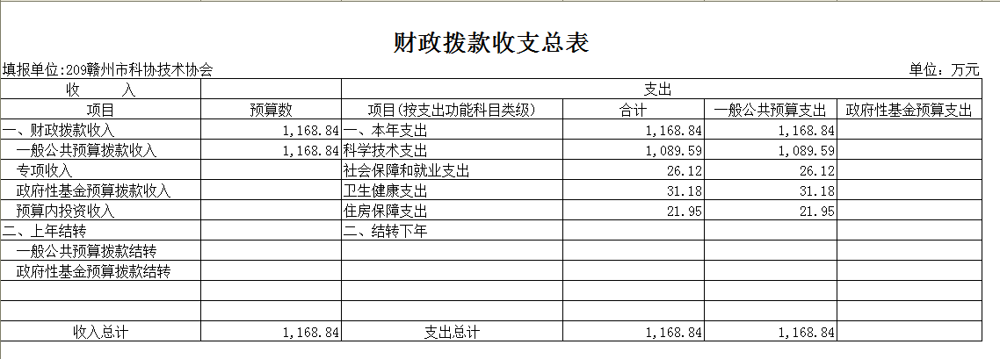 财政拨款收支总表
填报单位:209赣州市科协技术协会 单位：万元
收 入 支出
项目 预算数 项目(按支出功能科目类级) 合计 一般公共预算支出 政府性基金预算支出
一、财政拨款收入 1,168.84 一、本年支出 1,168.84 1,168.84
一般公共预算拨款收入 1,168.84 科学技术支出 1,089.59 1,089.59
专项收入 社会保障和就业支出 26.12 26.12
政府性基金预算拨款收入 卫生健康支出 31.18 31.18
预算内投资收入 住房保障支出 21.95 21.95
二、上年结转 二、结转下年
一般公共预算拨款结转
政府性基金预算拨款结转
收入总计 1,168.84 支出总计 1,168.84 1,168.84